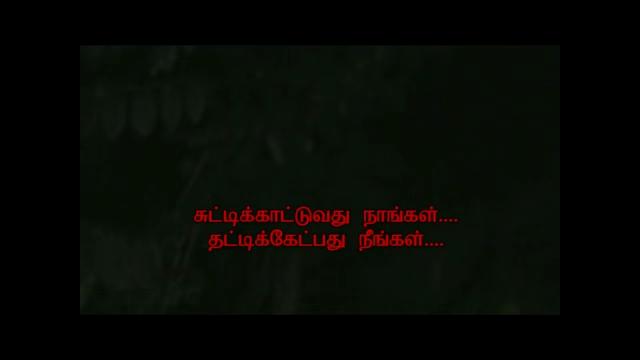 சுட்டிக்காட்டுவது நாங்கள்....
தட்டிக்கேட்பது நீங்கள்....